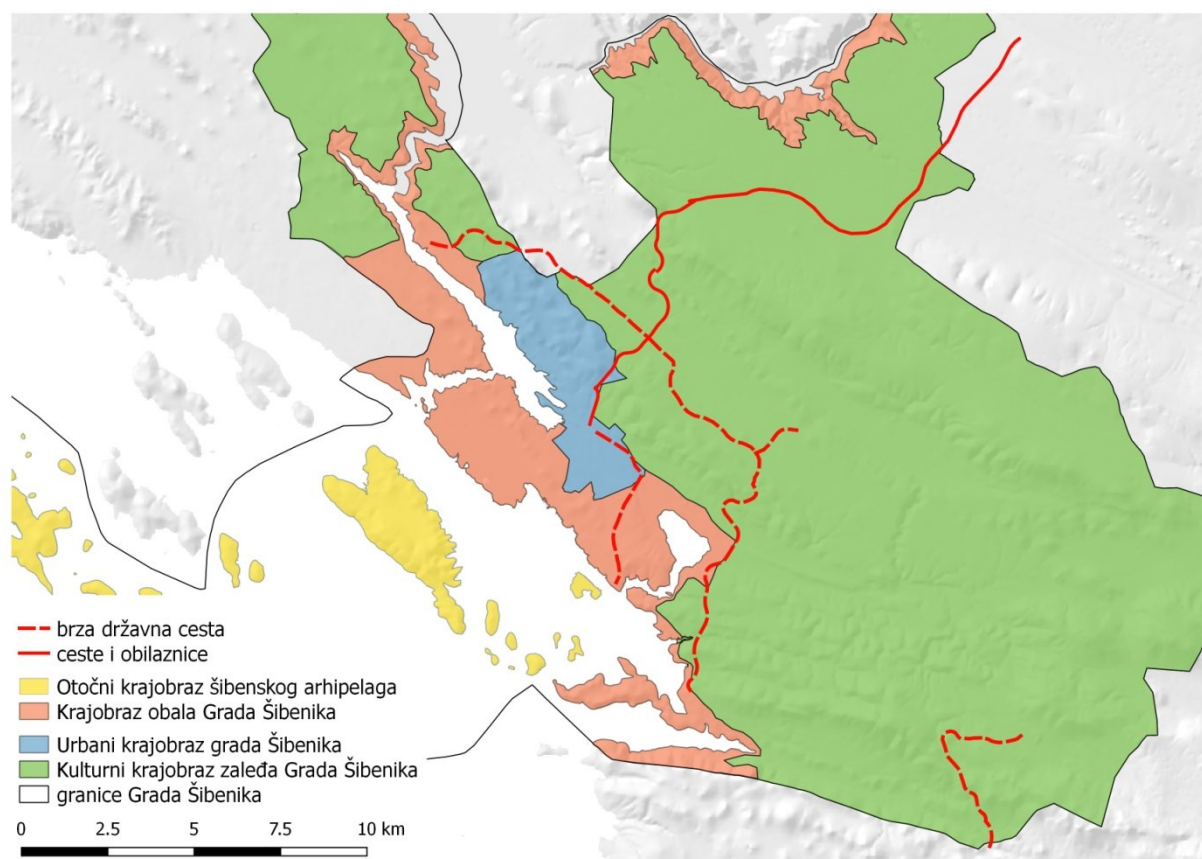 brza državna cesta
ceste i obilaznice
Otočni krajobraz šibenskog arhipelaga
Krajobraz obala Grada Šibenika
Urbani krajobraz grada Šibenika
Kulturni krajobraz zaleđa Grada Šibenika
granice Grada Šibenika
0 2.5 5 7.5 10 km